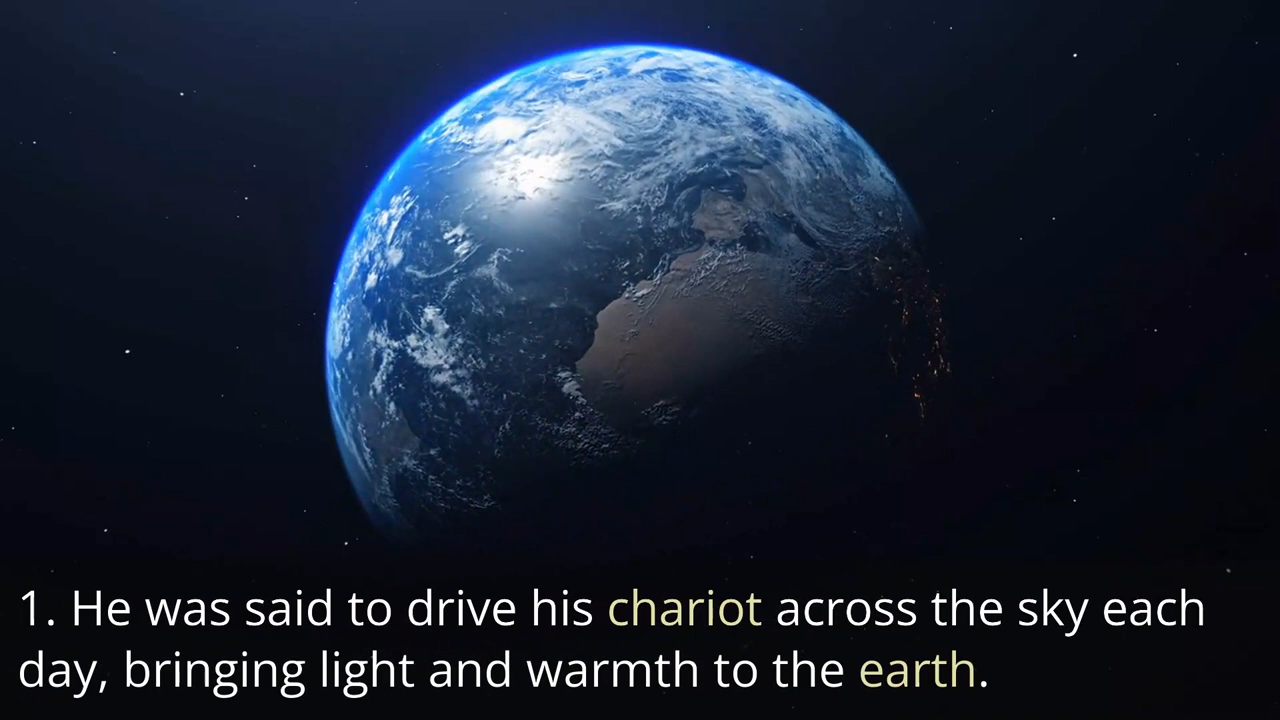 1. He was said to drive his chariot across the sky each
day, bringing light and warmth to the earth.